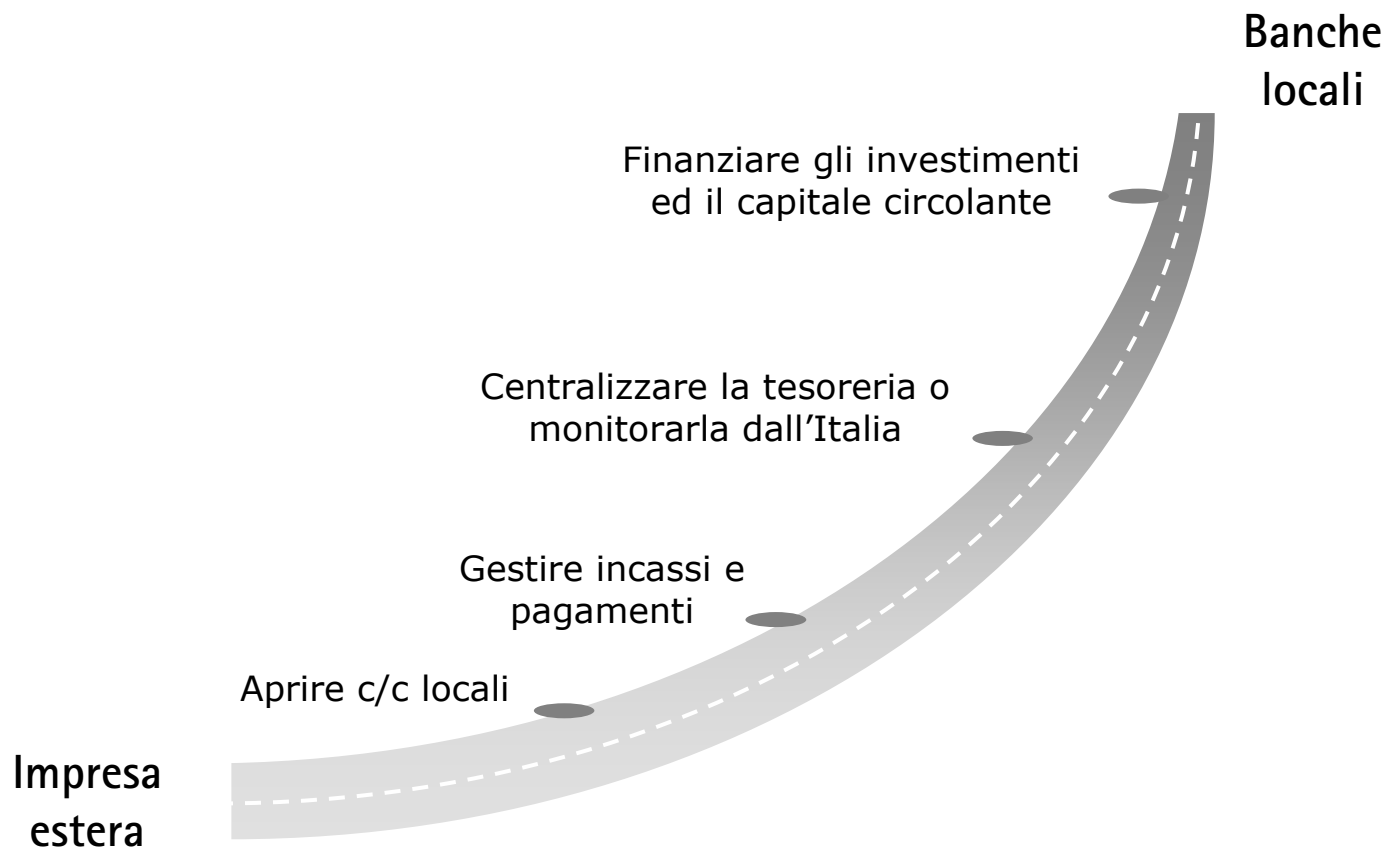 Banche
locali
Finanziare gli investimenti
ed il capitale circolante
Centralizzare la tesoreria o
monitorarla dall’Italia
Gestire incassi e
pagamenti
Aprire c/c locali
Impresa
estera